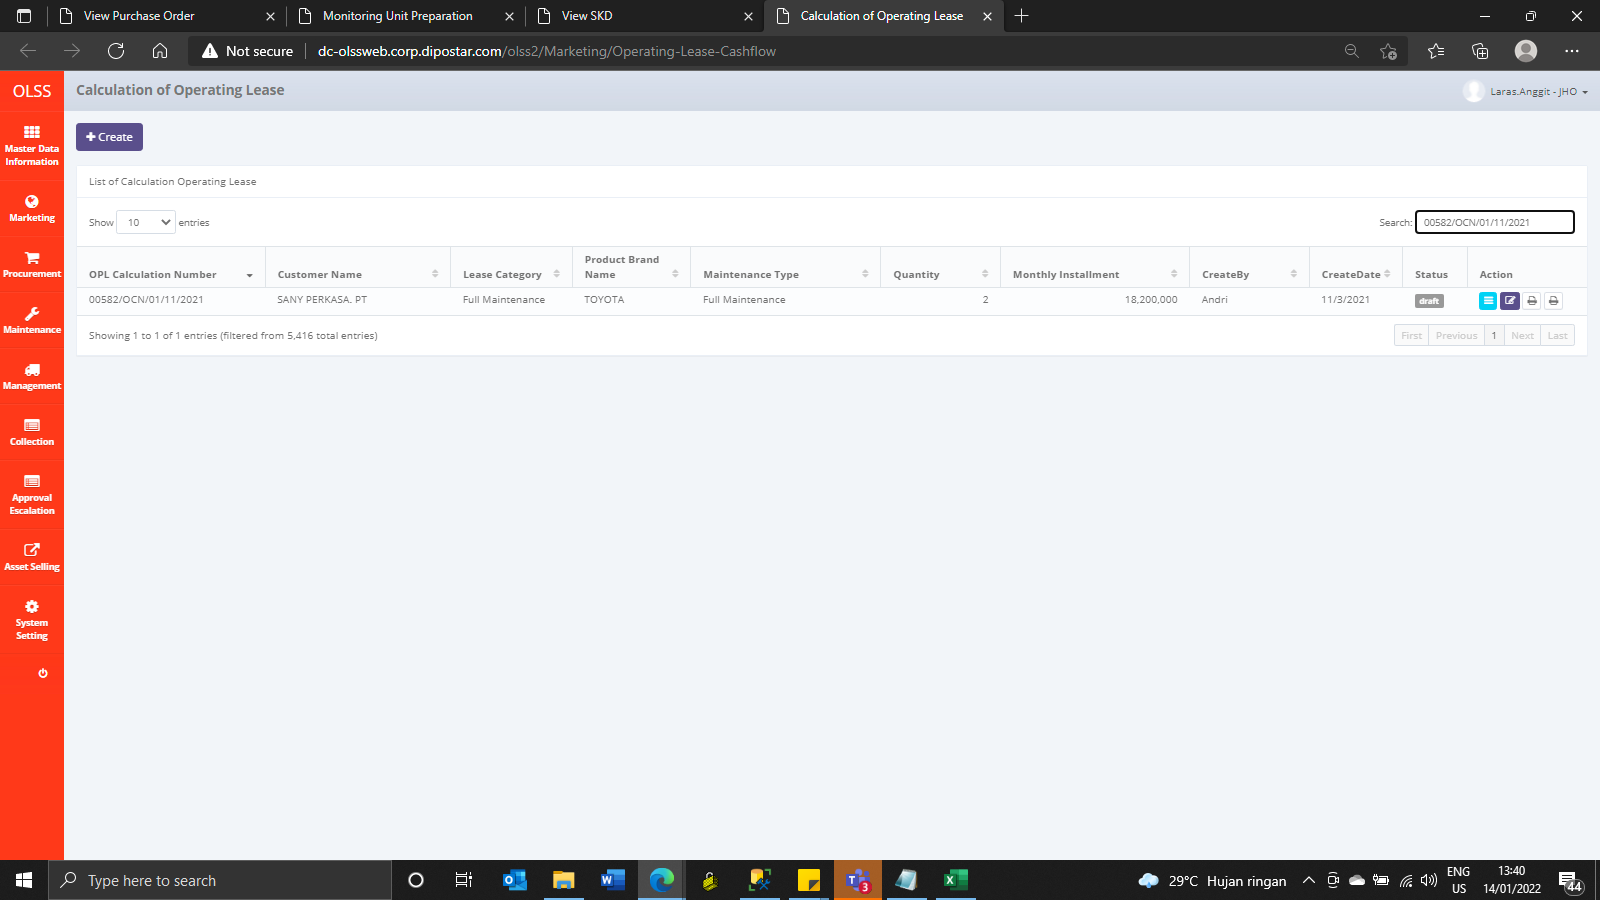 View Purchase Order
Monitoring Unit Preparation
View SKD
Calculation of Operating Lease
Not secure
dc-olssweb.corp.dipostar.com/olss2/Marketing/Operating-Lease-Cashflow
OLSS
Calculation of Operating Lease
Laras.Anggit - JHO
Master Data
Information
Marketing
Procurement
Maintenance
Management
Collection
Approval
Escalation
Asset Selling
System
Setting
Create
List of Calculation Operating Lease
Show 10 entries
Search: 00582/OCN/01/11/2021
OPL Calculation Number Customer Name Lease Category Product Brand Name Maintenance Type Quantity Monthly Installment CreateBy CreateDate Status Action
00582/OCN/01/11/2021 SANY PERKASA. PT Full Maintenance TOYOTA Full Maintenance 2 18,200,000 Andri 11/3/2021 draft
Showing 1 to 1 of 1 entries (filtered from 5,416 total entries)
First Previous 1 Next Last
Type here to search
3
29°C Hujan ringan
ENG
US
13:40
14/01/2022
44